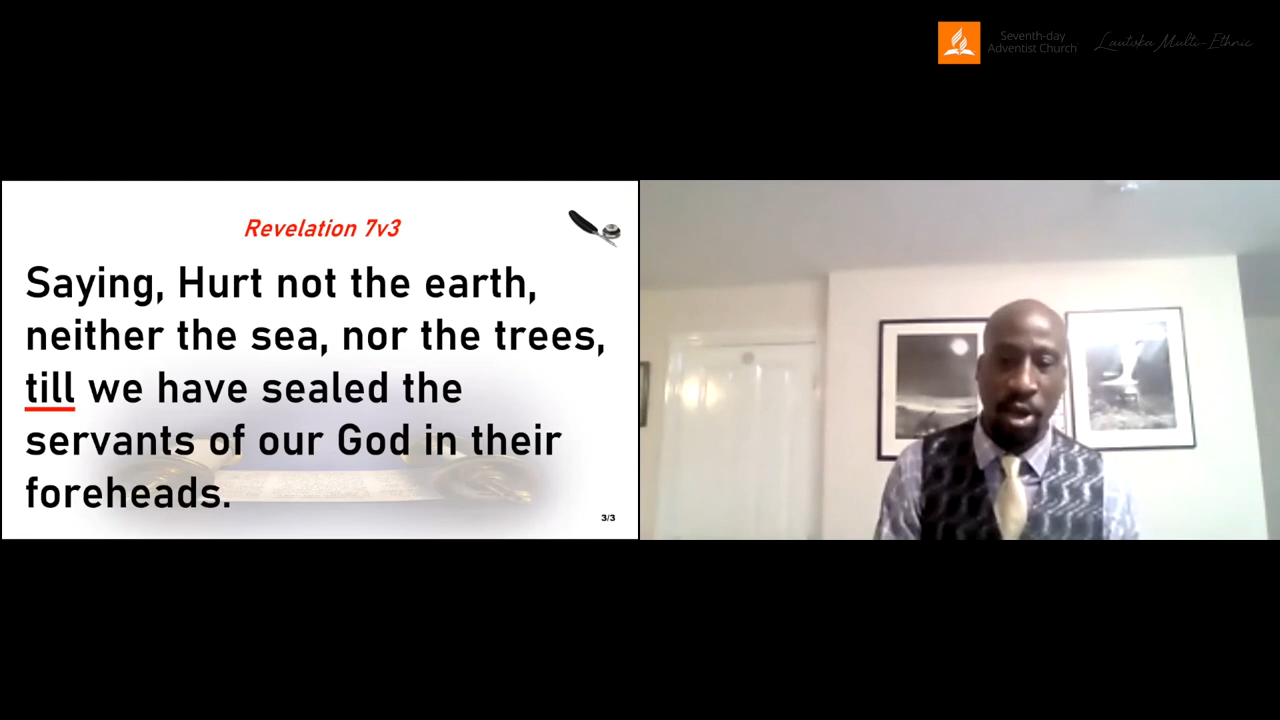 Seventh-day
Adventist Church
Lautoka Multi-Ethnic
Revelation 7v3
Saying, Hurt not the earth,
neither the sea, nor the trees,
till we have sealed the
servants of our God in their
foreheads.
3/3